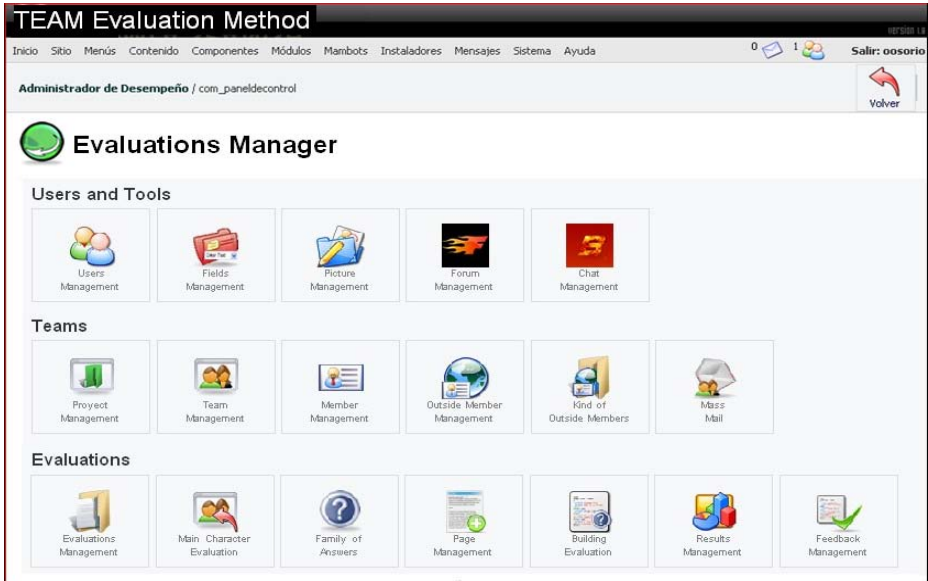 TEAM Evaluation Method
version 1.8
Inicio Sitio Menús Contenido Componentes Módulos Mambots Instaladores Mensajes Sistema Ayuda 0 1 Salir: oosorio
Administrador de Desempeño / com_paneldecontrol
Volver
Evaluations Manager
Users and Tools
Users
Management
Fields
Management
Picture
Management
Forum
Management
Chat
Management
Teams
Proyect
Management
Team
Management
Member
Management
Outside Member
Management
Kind of
Outside Members
Mass
Mail
Evaluations
Evaluations
Management
Main Character
Evaluation
Family of
Answers
Page
Management
Building
Evaluation
Results
Management
Feedback
Management